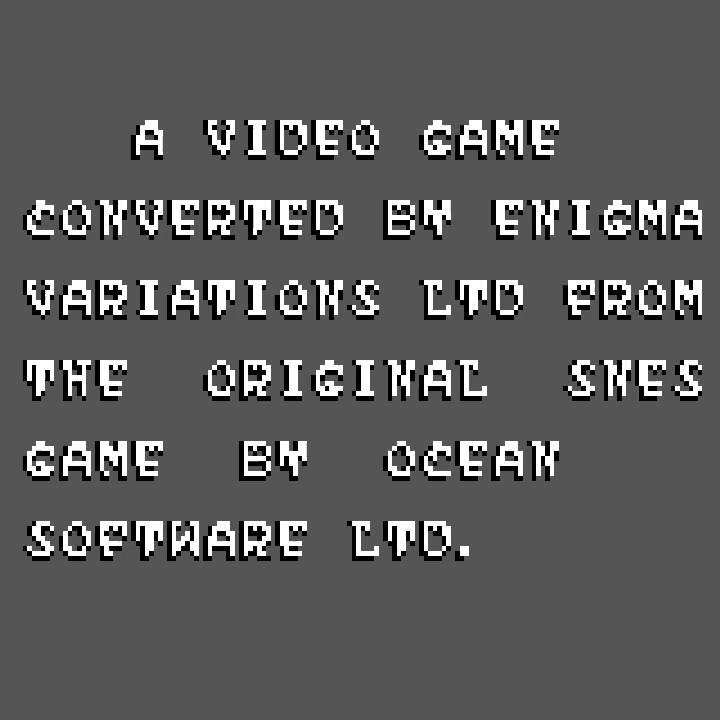 A VIDEO GAME
CONVERTED BY ENIGMA
VARIATIONS LTD FROM
THE ORIGINAL SNES
GAME BY OCEAN
SOFTWARE LTD.